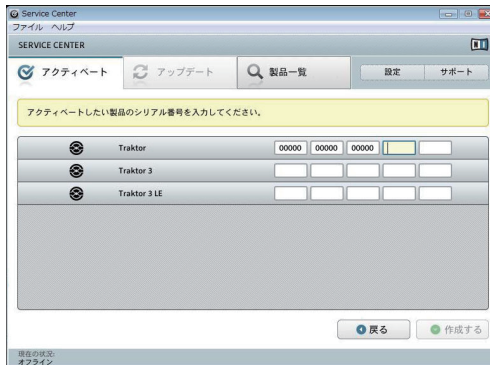 Service Center
ファイル ヘルプ
SERVICE CENTER
アクティベート アップデート 製品一覧 設定 サポート
アクティベートしたい製品のシリアル番号を入力してください。
Traktor 00000 00000 00000
Traktor 3
Traktor 3 LE
戻る 作成する
現在の状況:
オフライン